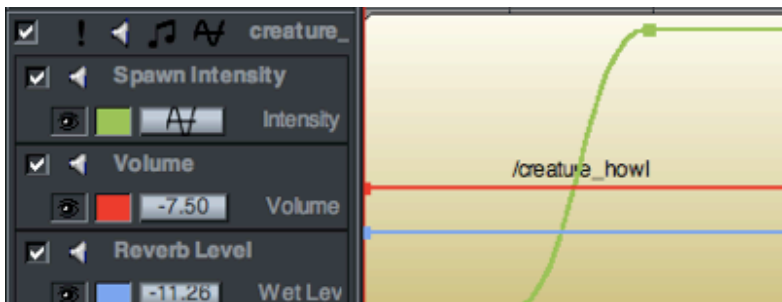 creature_
Spawn Intensity
Intensity
Volume
/creature_howl
-7.50 Volume
Reverb Level
-11.26 Wet Lev